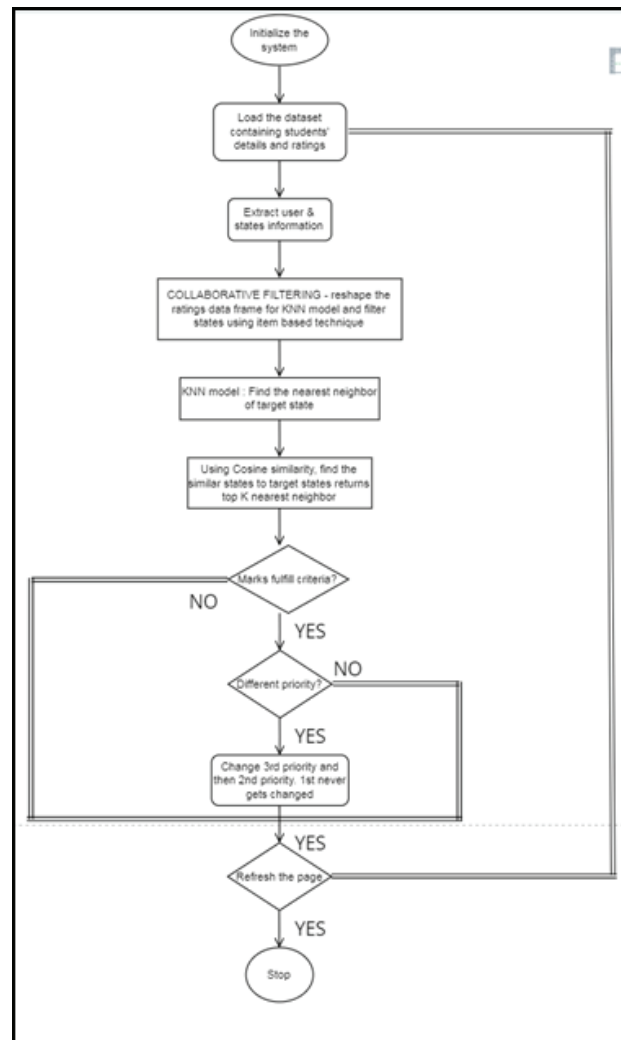 Initialize the
system
Load the dataset
containing students'
details and ratings
Extract user &
states information
COLLABORATIVE FILTERING - reshape the
ratings data frame for KNN model and filter
states using item based technique
KNN model : Find the nearest neighbor
of target state
Using Cosine similarity, find the
similar states to target states returns
top K nearest neighbor
Marks fulfill criteria?
NO
YES
Different priority?
NO
YES
Change 3rd priority and
then 2nd priority. 1st never
gets changed
YES
Refresh the page
YES
Stop